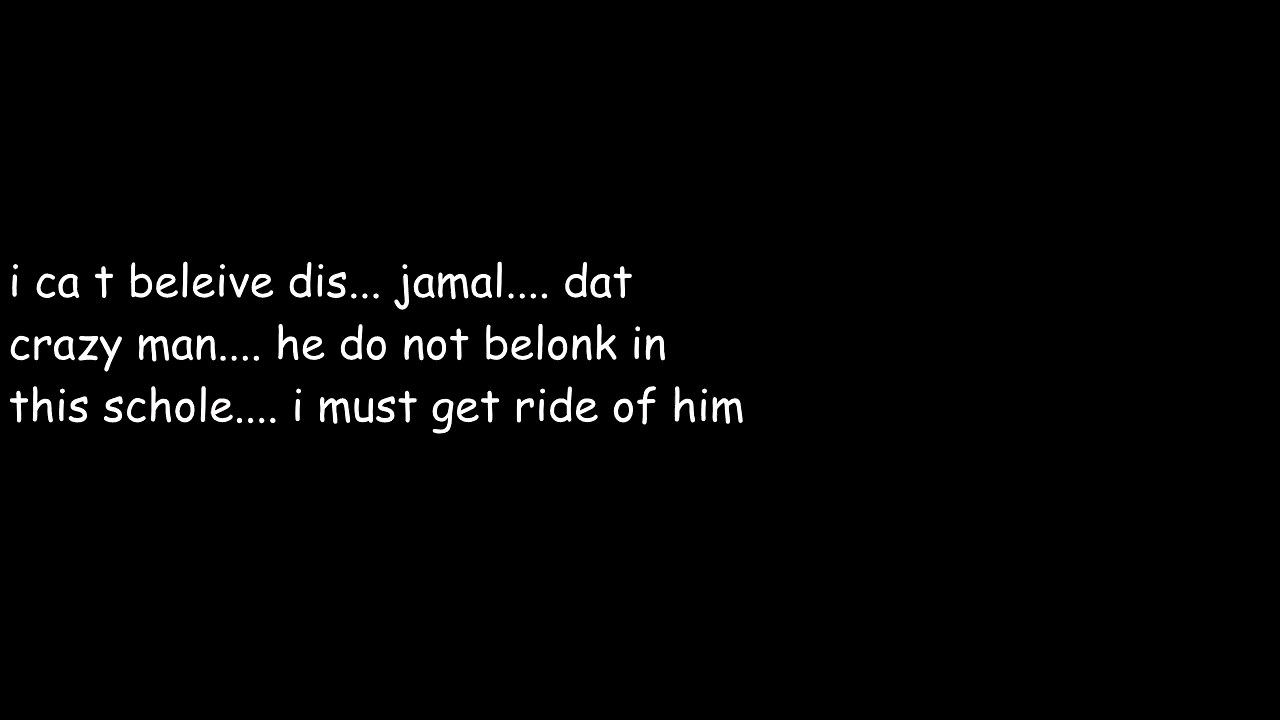 i ca t beleive dis... jamal.... dat
crazy man.... he do not belonk in
this schole.... i must get ride of him